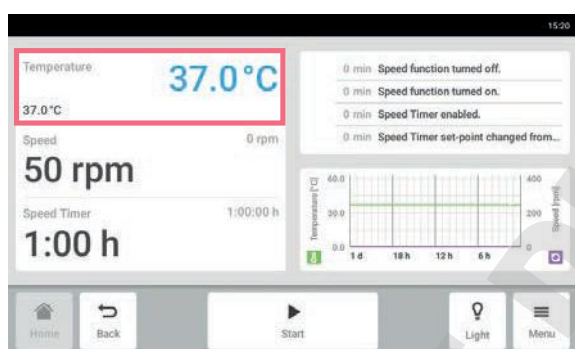 15:20
Temperature
37.0°C
37.0°C
Speed
0 rpm
50 rpm
Speed Timer
1:00:00 h
1:00 h
0 min Speed function turned off.
0 min Speed function turned on.
0 min Speed Timer enabled.
0 min Speed Timer set-point changed from...
Temperature [°C]
60.0
30.0
0.0
1 d 18 h 12 h 6 h
400
200
0
Speed [rpm]
Home
Back
Start
Light
Menu